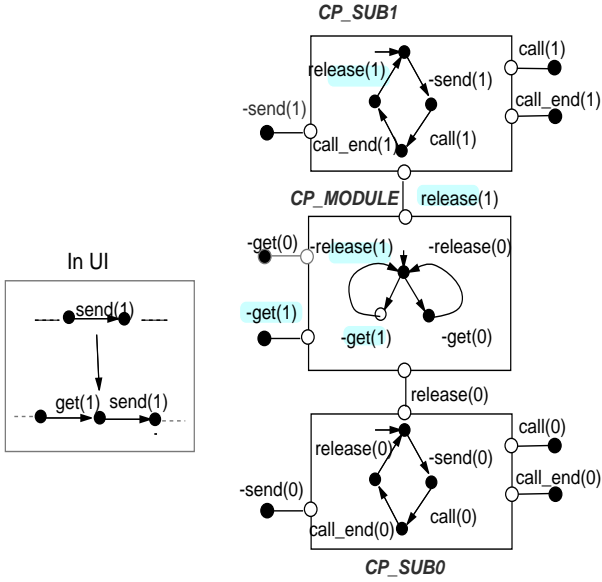 CP_SUB1
call(1)
release(1)
-send(1)
call_end(1)
-send(1)
call_end(1)
call(1)
CP_MODULE
release(1)
-get(0)
-release(1)
-release(0)
In UI
send(1)
-get(1)
-get(1)
-get(0)
get(1)
send(1)
release(0)
call(0)
release(0)
-send(0)
call_end(0)
-send(0)
call(0)
call_end(0)
CP_SUB0